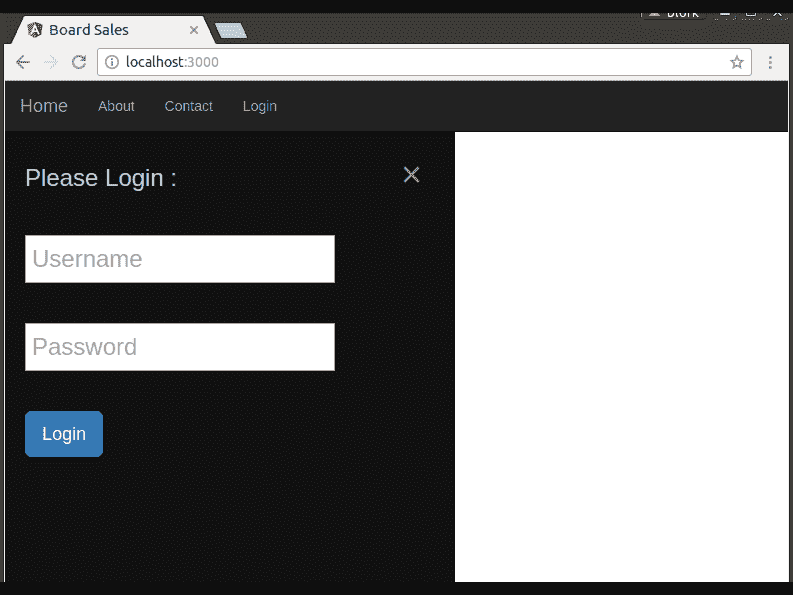 Board Sales
localhost:3000
Home About Contact Login
Please Login :
Username
Password
Login